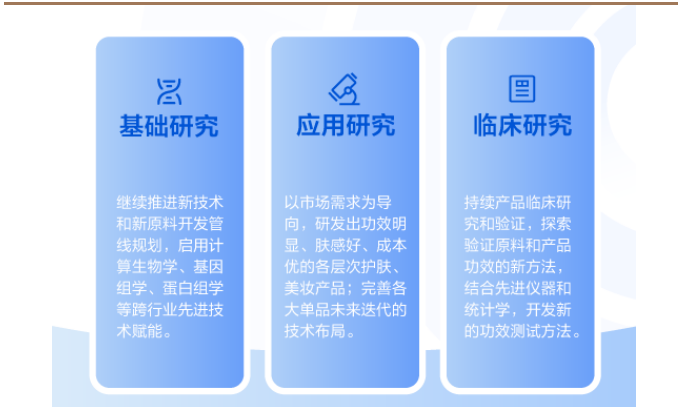 基础研究
继续推进新技术
和新原料开发管
线规划，启用计
算生物学、基因
组学、蛋白组学
等跨行业先进技
术赋能。
应用研究
以市场需求为导
向，研发出功效明
显、肤感好、成本
优的各层次护肤、
美妆产品；完善各
大单品未来迭代的
技术布局。
临床研究
持续产品临床研
究和验证，探索
验证原料和产品
功效的新方法，
结合先进仪器和
统计学，开发新
的功效测试方法。